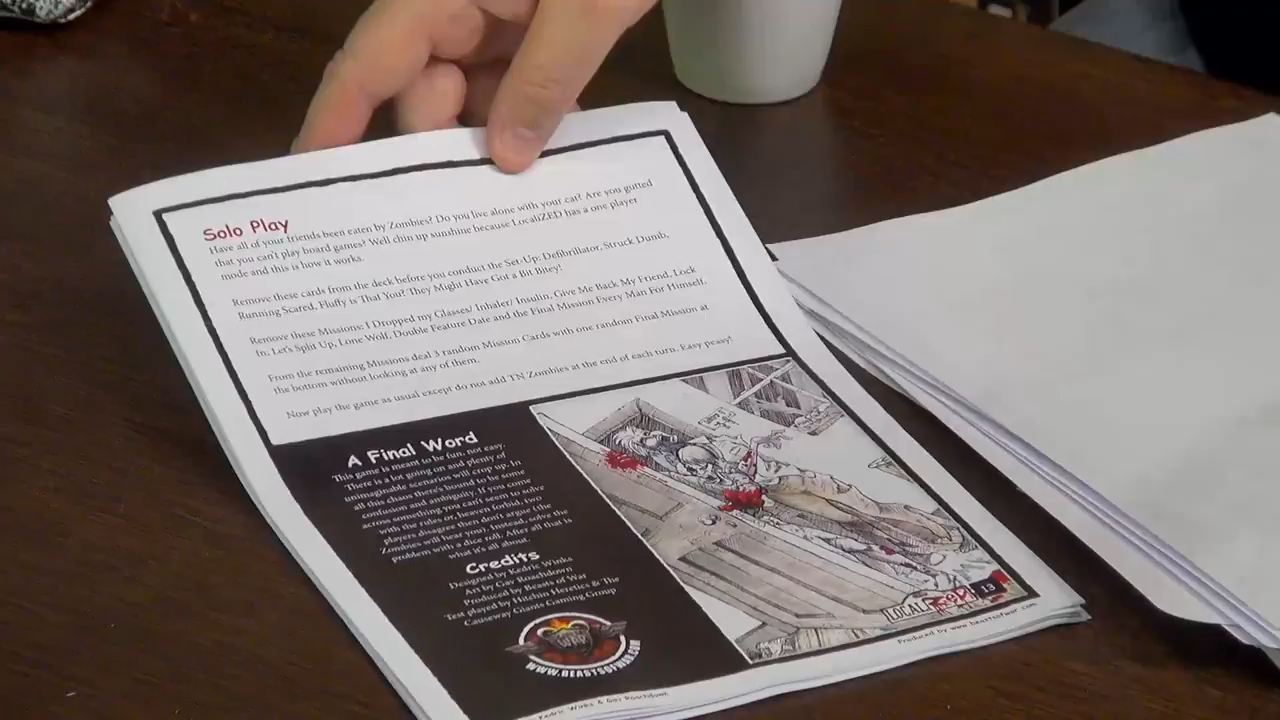 Solo Play
Have all of your friends been eaten by Zombies? Do you live alone with your cat? Are you gutted
that you can't play board games? Well chin up sunshine because LocaliZED has a one player
mode and this is how it works.
Remove these cards from the deck before you conduct the Set-Up: Defibrillator, Struck Dumb,
Running Scared, Fluffy is That You? They Might Have Got a Bit Bitey!
Remove these Missions: I Dropped my Glasses/ Inhaler/ Insulin, Give Me Back My Friend, Lock
In, Let's Split Up, Lone Wolf, Double Feature Date and the Final Mission Every Man For Himself.
From the remaining Missions deal 3 random Mission Cards with one random Final Mission at
the bottom without looking at any of them.
Now play the game as usual except do not add TN Zombies at the end of each turn. Easy peasy!
A Final Word
This game is meant to be fun, not easy.
There is a lot going on and plenty of
unimaginable scenarios will crop up. In
all this chaos there's bound to be some
confusion and ambiguity. If you come
across something you can't seem to solve
with the rules or heaven forbid, two
players disagree then don't argue (the
Zombies will hear you). Instead, solve the
problem with a dice roll. After all that is
what it's all about.
Credits
Designed by Kedric Winks
Art by Gav Roachdown
Produced by Beasts of War
Test played by Hitchin Heretics & The
Causeway Giants Gaming Group
WWW.BEASTSOFWAR.COM
LOCALIZED
13
Produced by www.beastsofwar.com
Kedric Winks & Gav Roachdown